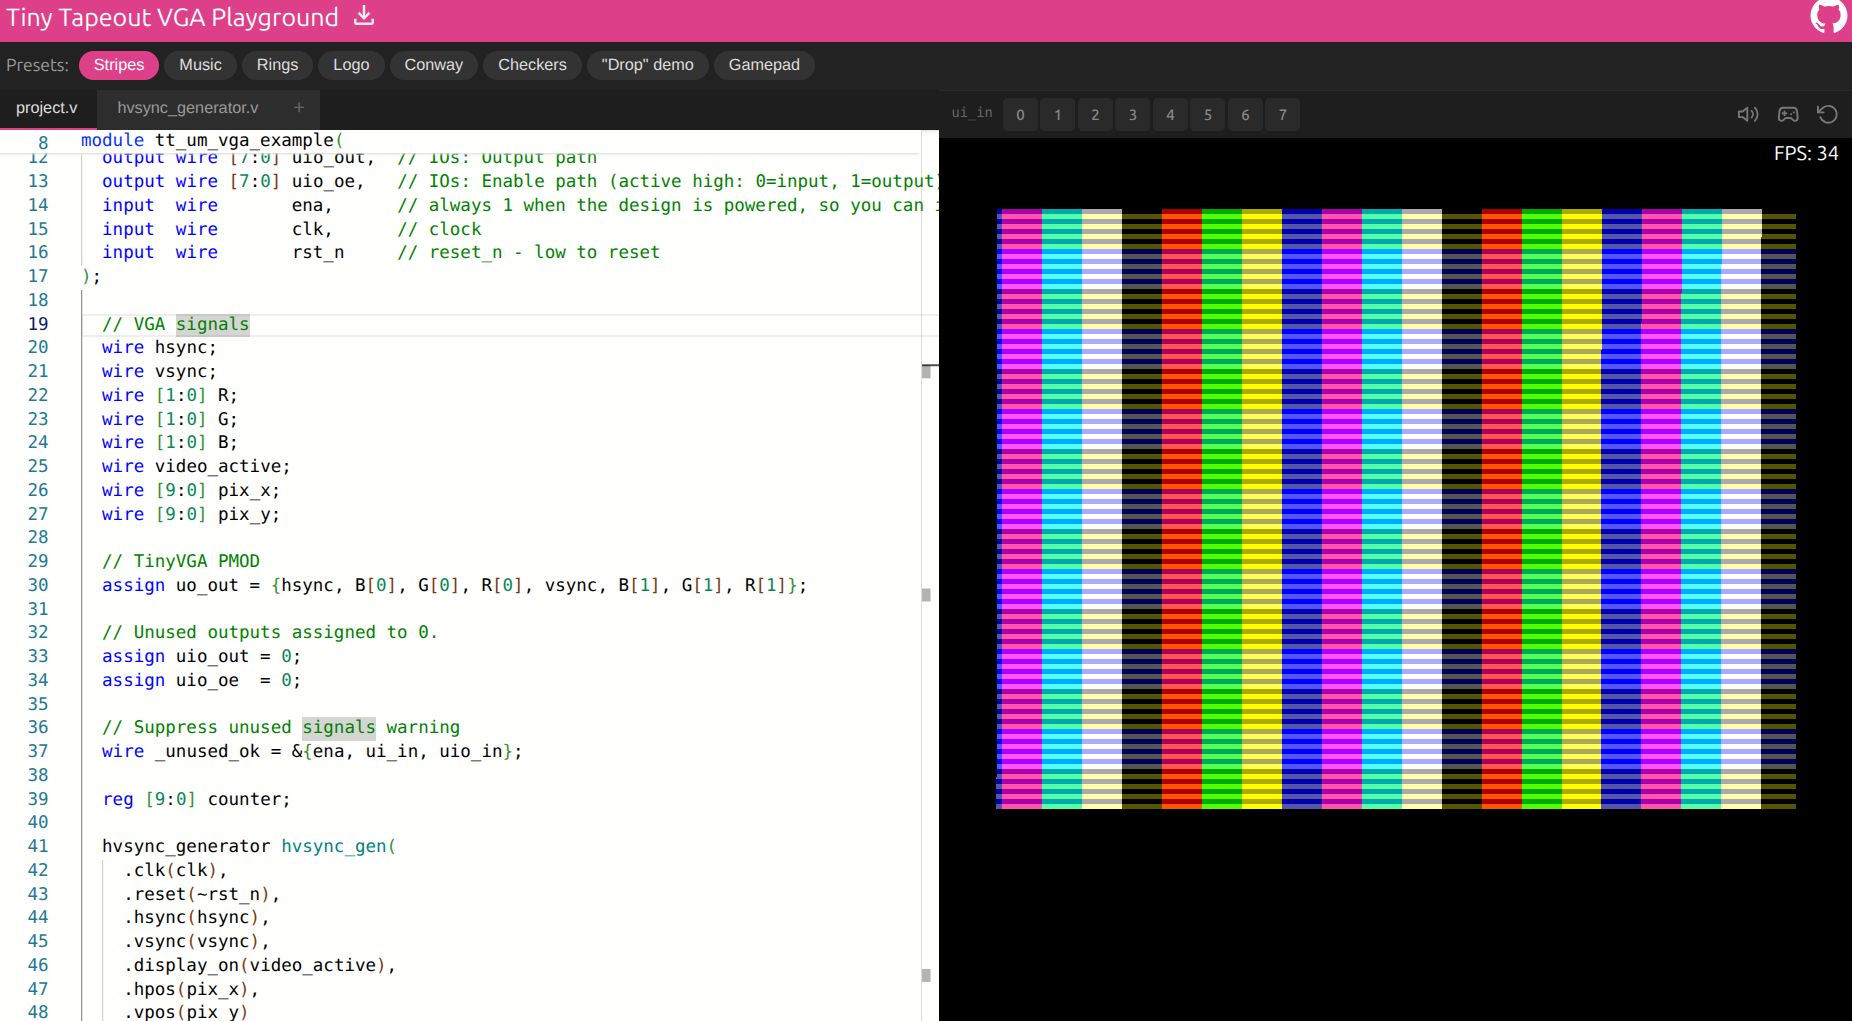 Tiny Tapeout VGA Playground
Presets: Stripes Music Rings Logo Conway Checkers "Drop" demo Gamepad
project.v hvsync_generator.v +
ui_in 0 1 2 3 4 5 6 7
FPS: 34
8 module tt_um_vga_example(
12 output wire [7:0] uio_out, // IOs: Output path
13 output wire [7:0] uio_oe, // IOs: Enable path (active high: 0=input, 1=output)
14 input wire ena, // always 1 when the design is powered, so you can
15 input wire clk, // clock
16 input wire rst_n // reset_n - low to reset
17 );
18
19 // VGA signals
20 wire hsync;
21 wire vsync;
22 wire [1:0] R;
23 wire [1:0] G;
24 wire [1:0] B;
25 wire video_active;
26 wire [9:0] pix_x;
27 wire [9:0] pix_y;
28
29 // TinyVGA PMOD
30 assign uo_out = {hsync, B[0], G[0], R[0], vsync, B[1], G[1], R[1]};
31
32 // Unused outputs assigned to 0.
33 assign uio_out = 0;
34 assign uio_oe  = 0;
35
36 // Suppress unused signals warning
37 wire _unused_ok = &{ena, ui_in, uio_in};
38
39 reg [9:0] counter;
40
41 hvsync_generator hvsync_gen(
42 .clk(clk),
43 .reset(~rst_n),
44 .hsync(hsync),
45 .vsync(vsync),
46 .display_on(video_active),
47 .hpos(pix_x),
48 .vpos(pix_y)